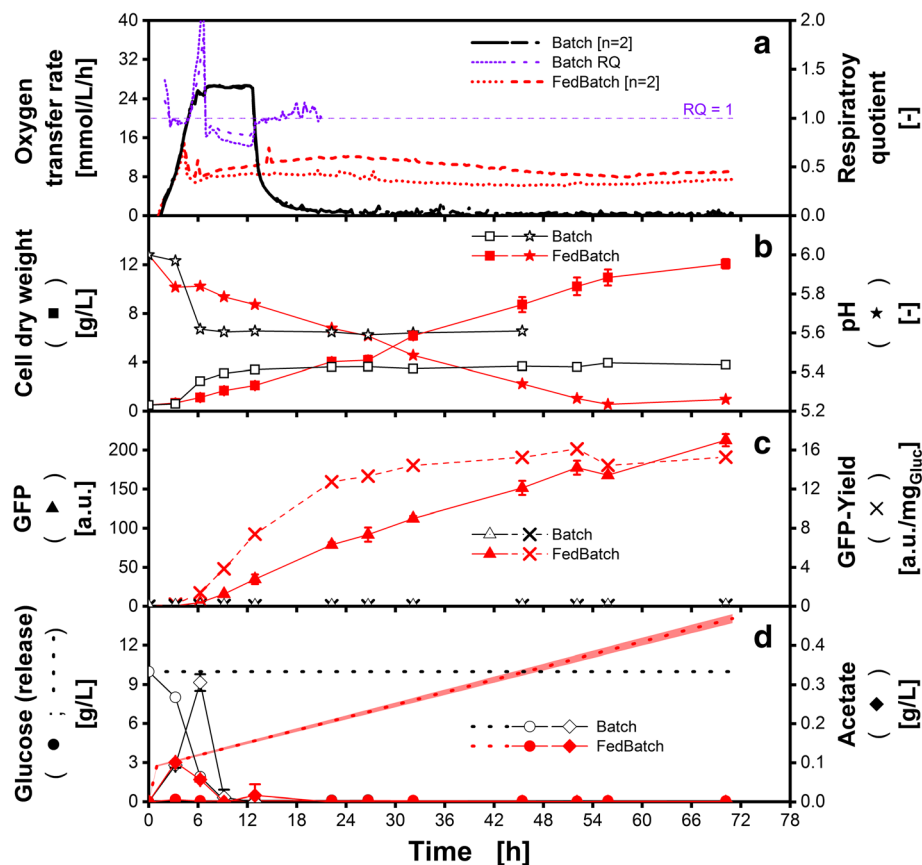 40
32
24
16
8
0
Oxygen
transfer rate
[mmol/L/h]
Batch [n=2]
Batch RQ
FedBatch [n=2]
a
RQ = 1
2.0
1.5
1.0
0.5
0.0
Respiratroy
quotient
[-]
12
8
4
0
Cell dry weight
( ■ )
[g/L]
Batch
FedBatch
b
6.0
5.8
5.6
5.4
5.2
pH
( ★ )
[-]
200
150
100
50
0
GFP
( ▲ )
[a.u.]
Batch
FedBatch
c
16
12
8
4
0
GFP-Yield
( × )
[a.u./mgGluc]
12
9
6
3
0
Glucose (release)
( ● ; ····· )
[g/L]
Batch
FedBatch
d
0.4
0.3
0.2
0.1
0.0
Acetate
( ◆ )
[g/L]
0 6 12 18 24 30 36 42 48 54 60 66 72 78
Time [h]